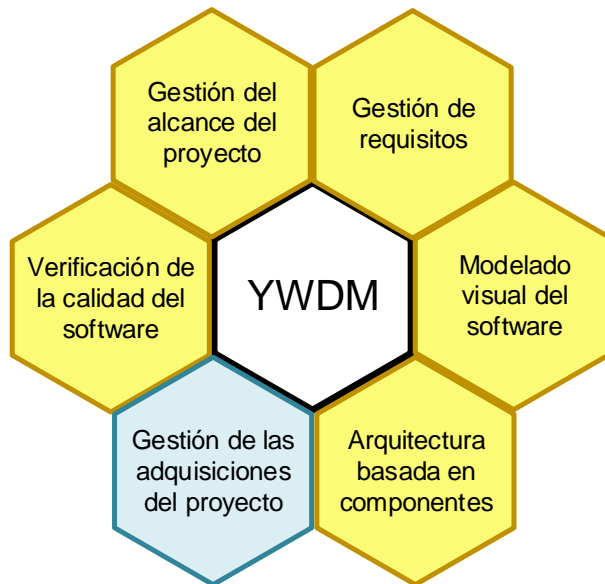 Gestión del
alcance del
proyecto
Gestión de
requisitos
Verificación de
la calidad del
software
YWDM
Modelado
visual del
software
Gestión de las
adquisiciones
del proyecto
Arquitectura
basada en
componentes